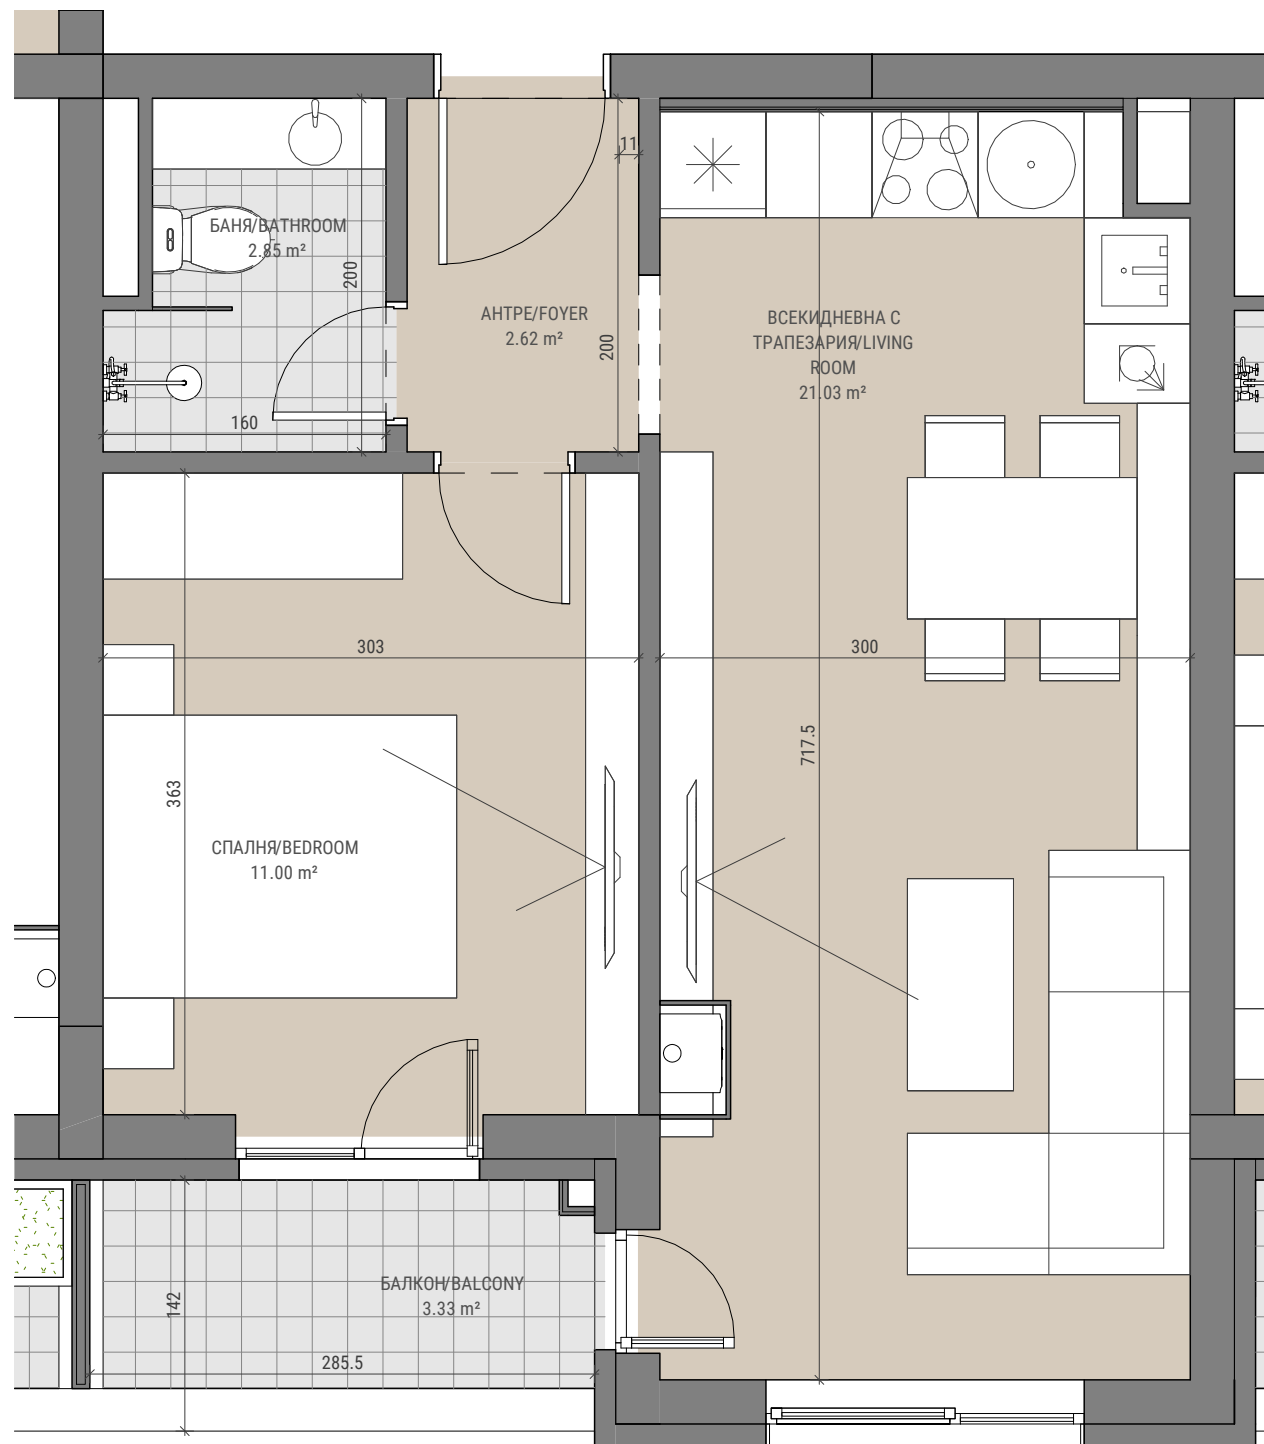 11
БАНЯ/BATHROOM
2.85 m²
200
АНТРЕ/FOYER
2.62 m²
200
ВСЕКИДНЕВНА С
ТРАПЕЗАРИЯ/LIVING
ROOM
21.03 m²
160
303
300
717.5
363
СПАЛНЯ/BEDROOM
11.00 m²
БАЛКОН/BALCONY
3.33 m²
142
285.5